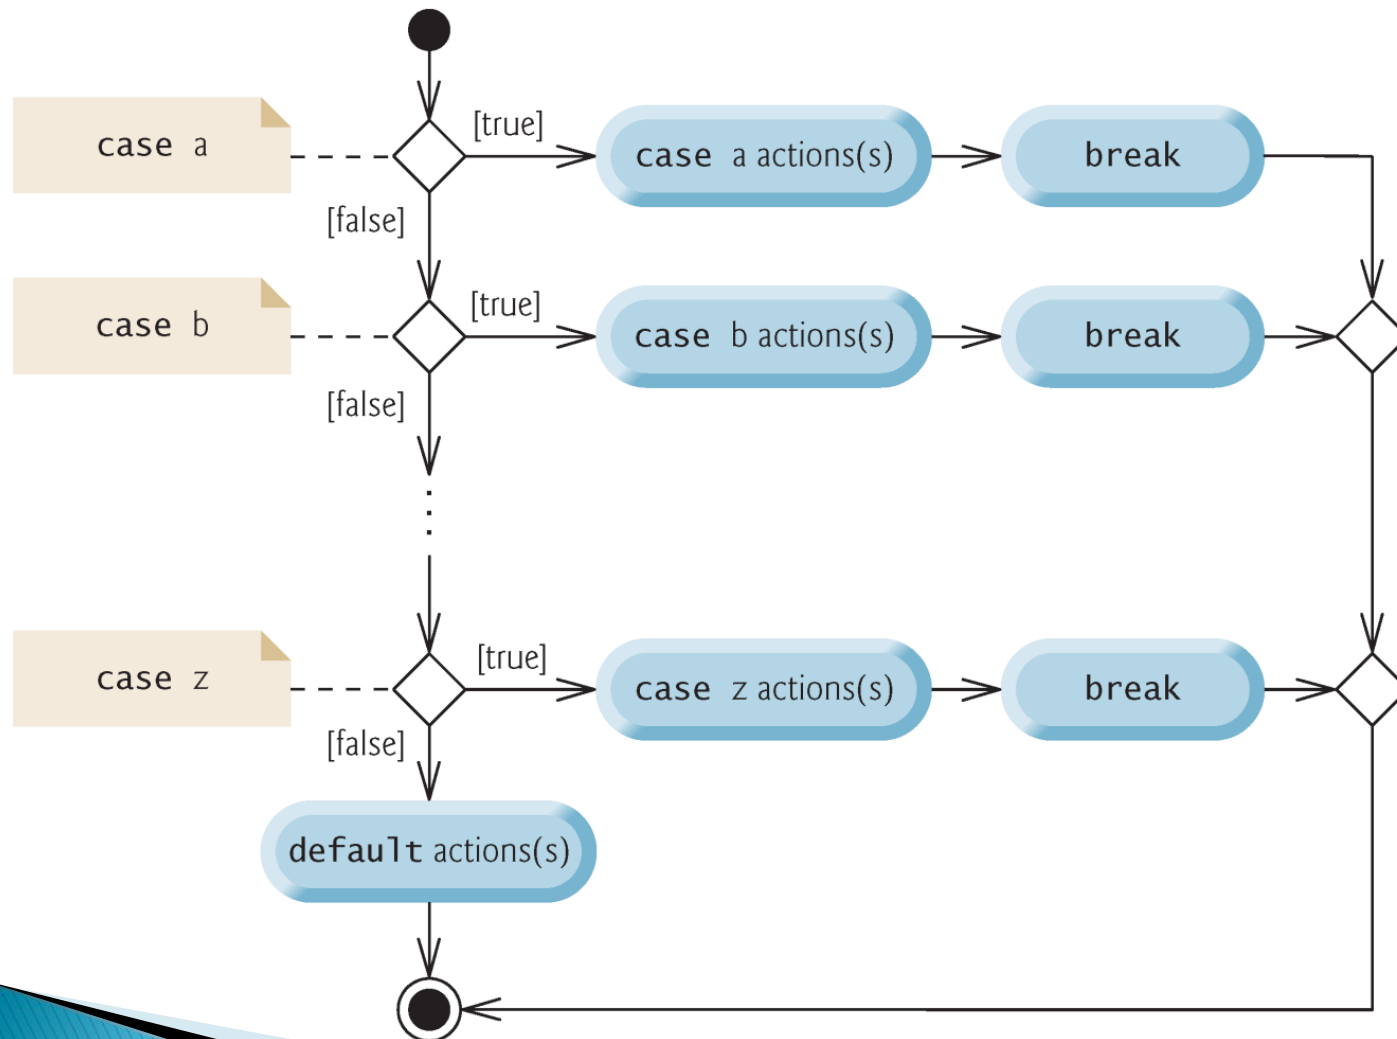 [true]
case a
case a actions(s)
break
[false]
[true]
case b
case b actions(s)
break
[false]
[true]
case z
case z actions(s)
break
[false]
default actions(s)